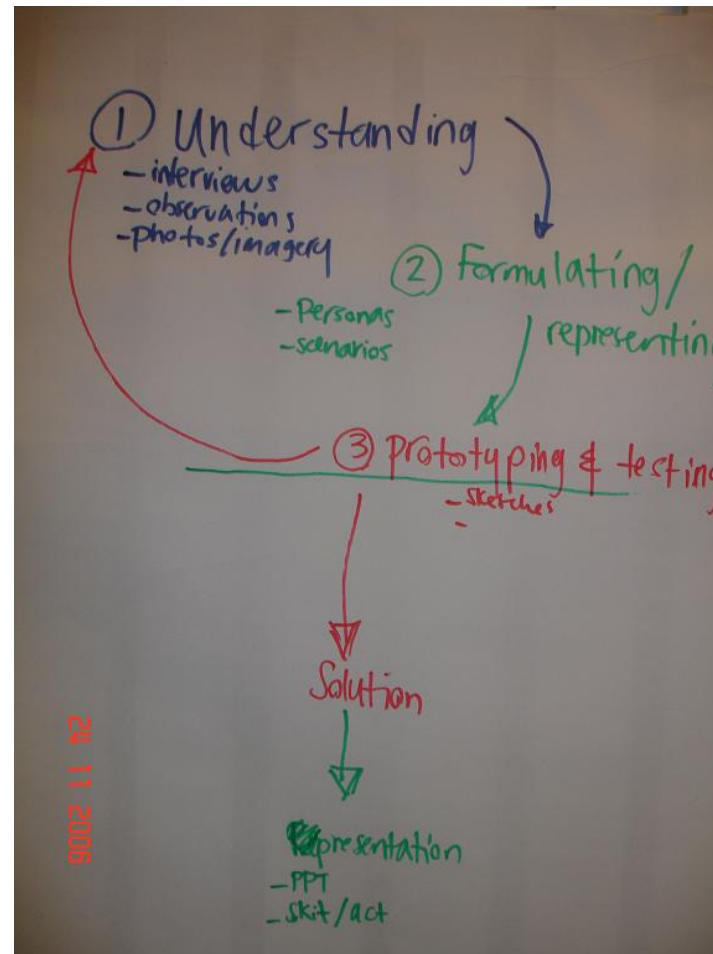 ① Understanding
- interviews
- observations
- photos/imagery
② Formulating/
representin
- Personas
- scenarios
③ prototyping & testing
- sketches
-
Solution
presentation
- PPT
- skit/act
24 11 2006